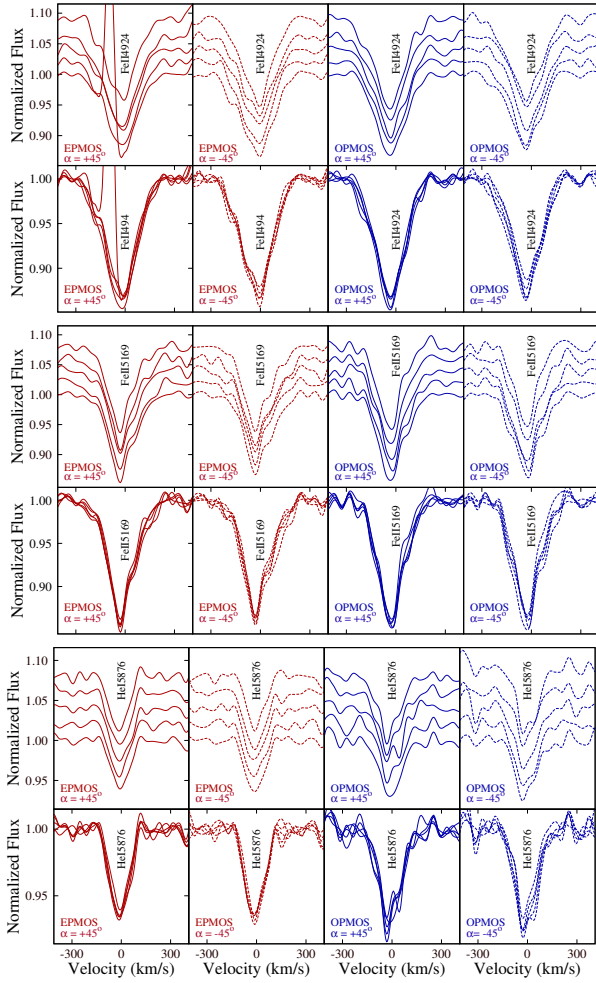 1.10
1.05
1.00
0.95
0.90
Normalized Flux
FeII4924
EPMOS
α = +45°
FeII4924
EPMOS
α = -45°
FeII4924
OPMOS
α = +45°
FeII4924
OPMOS
α= -45°
1.00
0.90
Normalized Flux
FeII494
EPMOS
α = +45°
FeII494
EPMOS
α = -45°
FeII4924
OPMOS
α = +45°
FeII4924
OPMOS
α= -45°
1.10
1.05
1.00
0.95
0.90
Normalized Flux
FeII5169
EPMOS
α = +45°
FeII5169
EPMOS
α = -45°
FeII5169
OPMOS
α = +45°
FeII5169
OPMOS
α= -45°
1.00
0.95
0.90
Normalized Flux
FeII5169
EPMOS
α = +45°
FeII5169
EPMOS
α = -45°
FeII5169
OPMOS
α = +45°
FeII5169
OPMOS
α= -45°
1.10
1.05
1.00
0.95
Normalized Flux
HeI5876
EPMOS
α = +45°
HeI5876
EPMOS
α = -45°
HeI5876
OPMOS
α = +45°
HeI5876
OPMOS
α= -45°
1.00
0.95
Normalized Flux
HeI5876
EPMOS
α = +45°
HeI5876
EPMOS
α = -45°
HeI5876
OPMOS
α = +45°
HeI5876
OPMOS
α= -45°
-300 0 300 -300 0 300 -300 0 300 -300 0 300
Velocity (km/s) Velocity (km/s) Velocity (km/s) Velocity (km/s)